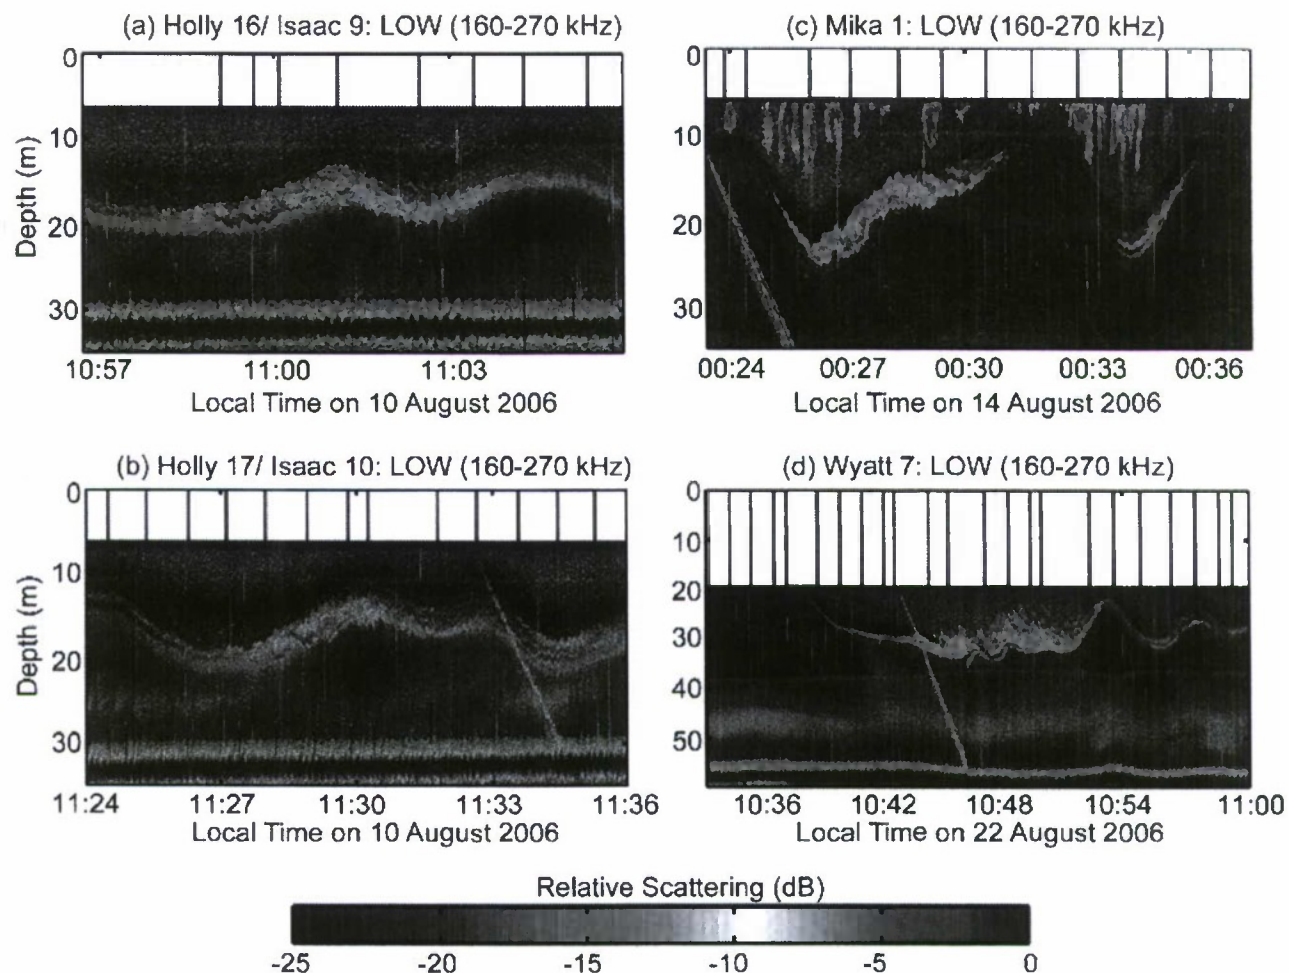 (a) Holly 16/ Isaac 9: LOW (160-270 kHz)
0
10
20
30
Depth (m)
10:57 11:00 11:03
Local Time on 10 August 2006
(c) Mika 1: LOW (160-270 kHz)
0
10
20
30
00:24 00:27 00:30 00:33 00:36
Local Time on 14 August 2006
(b) Holly 17/ Isaac 10: LOW (160-270 kHz)
0
10
20
30
Depth (m)
11:24 11:27 11:30 11:33 11:36
Local Time on 10 August 2006
(d) Wyatt 7: LOW (160-270 kHz)
0
10
20
30
40
50
10:36 10:42 10:48 10:54 11:00
Local Time on 22 August 2006
Relative Scattering (dB)
-25 -20 -15 -10 -5 0